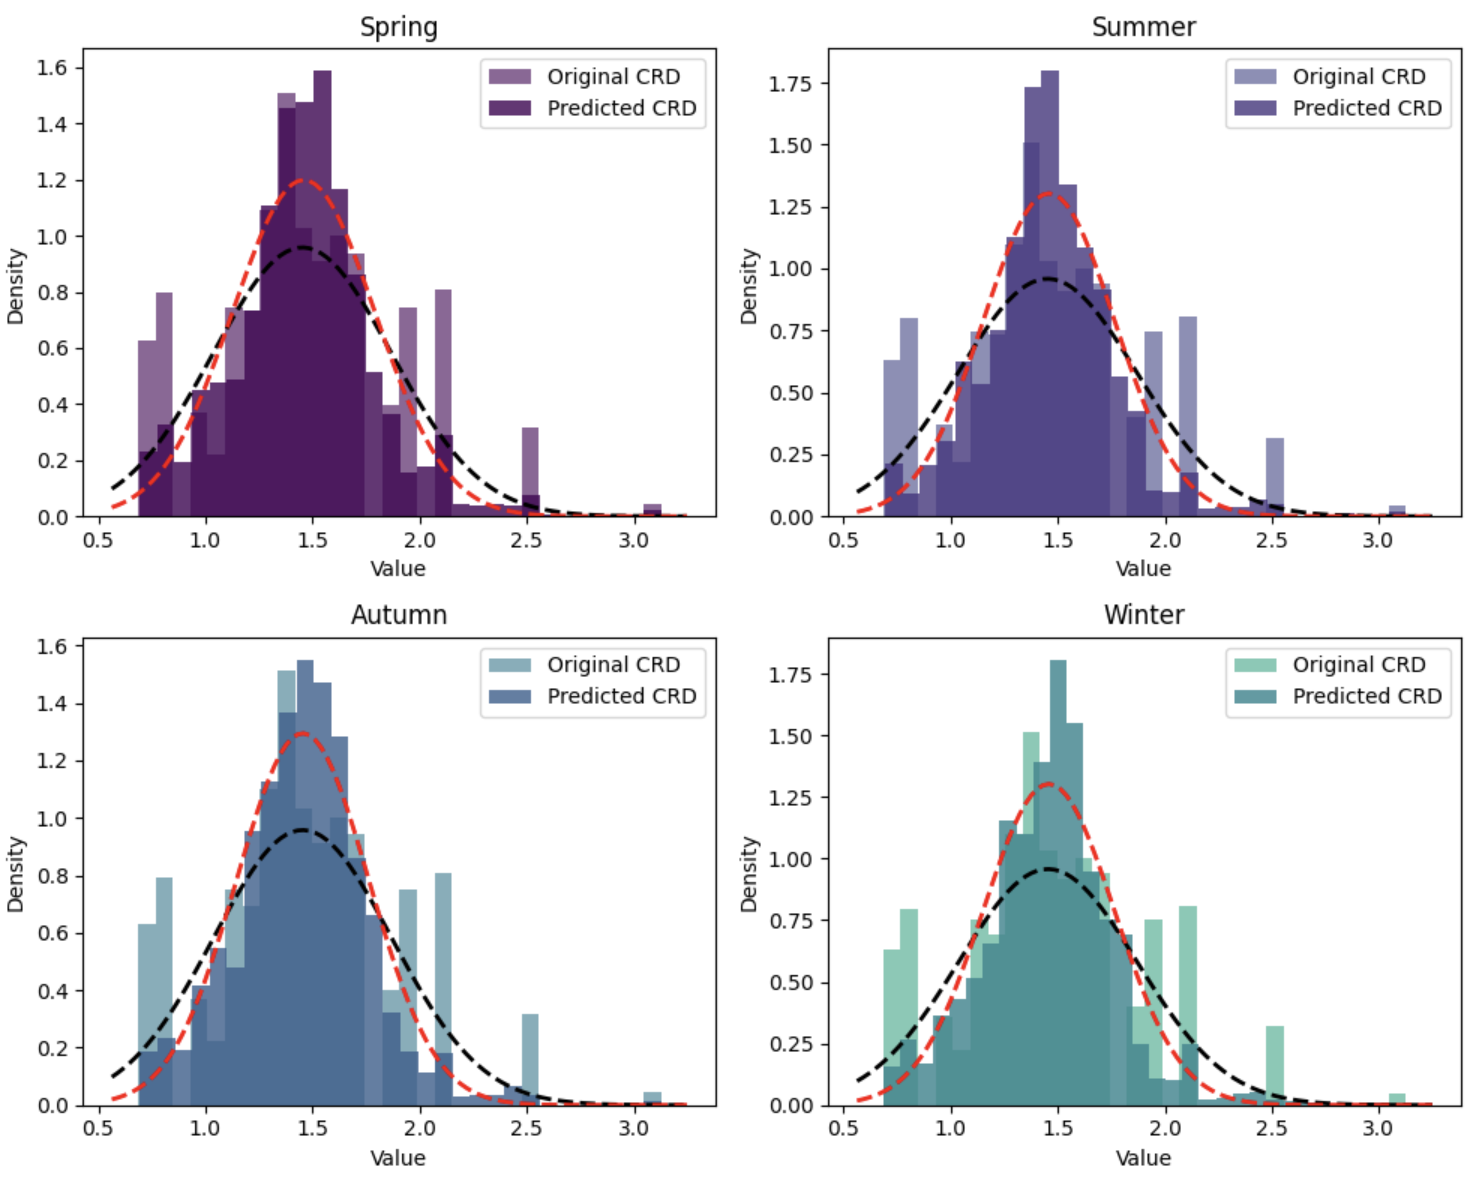 Spring
Original CRD
Predicted CRD
1.6
1.4
1.2
1.0
0.8
0.6
0.4
0.2
0.0
Density
0.5 1.0 1.5 2.0 2.5 3.0
Value
Summer
Original CRD
Predicted CRD
1.75
1.50
1.25
1.00
0.75
0.50
0.25
0.00
Density
0.5 1.0 1.5 2.0 2.5 3.0
Value
Autumn
Original CRD
Predicted CRD
1.6
1.4
1.2
1.0
0.8
0.6
0.4
0.2
0.0
Density
0.5 1.0 1.5 2.0 2.5 3.0
Value
Winter
Original CRD
Predicted CRD
1.75
1.50
1.25
1.00
0.75
0.50
0.25
0.00
Density
0.5 1.0 1.5 2.0 2.5 3.0
Value